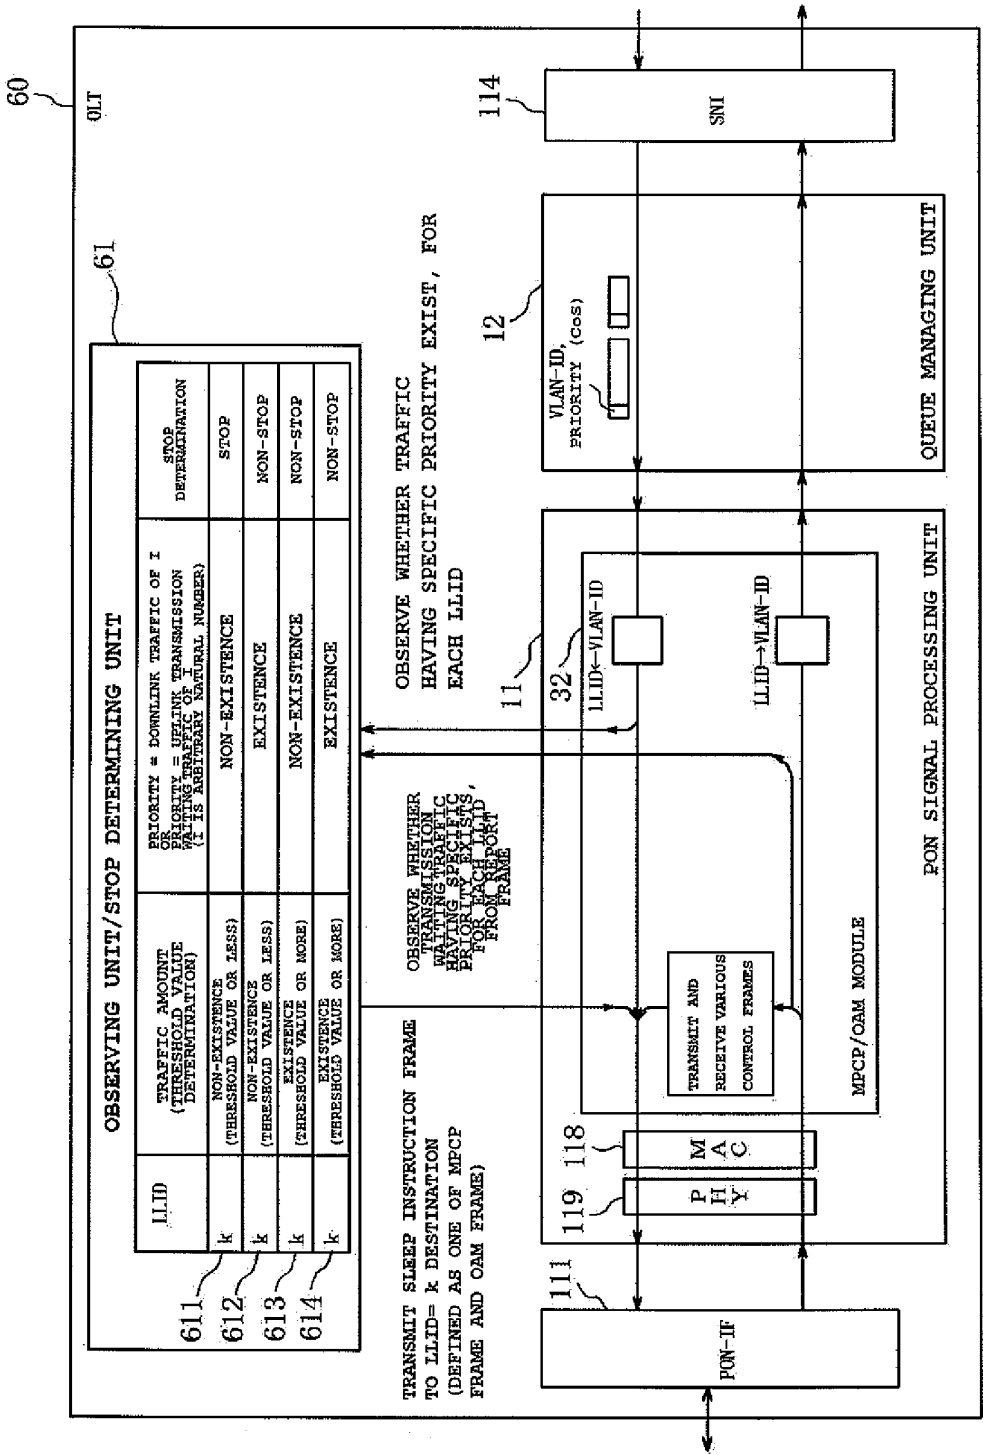 60
OLT
61
OBSERVING UNIT/STOP DETERMINING UNIT
LLID
TRAFFIC AMOUNT
(THRESHOLD VALUE
DETERMINATION)
PRIORITY = DOWNLINK TRAFFIC OF I
OR
PRIORITY = UPLINK TRANSMISSION
WAITING TRAFFIC OF I
(I IS ARBITRARY NATURAL NUMBER)
STOP
DETERMINATION
611
k
NON-EXISTENCE
(THRESHOLD VALUE OR LESS)
NON-EXISTENCE
STOP
612
k
NON-EXISTENCE
(THRESHOLD VALUE OR LESS)
EXISTENCE
NON-STOP
613
k
EXISTENCE
(THRESHOLD VALUE OR MORE)
NON-EXISTENCE
NON-STOP
614
k
EXISTENCE
(THRESHOLD VALUE OR MORE)
EXISTENCE
NON-STOP
TRANSMIT SLEEP INSTRUCTION FRAME
TO LLID= k DESTINATION
(DEFINED AS ONE OF MPCP
FRAME AND OAM FRAME)
OBSERVE WHETHER
TRANSMISSION
WAITING TRAFFIC
HAVING SPECIFIC
PRIORITY EXISTS,
FOR EACH LLID
FROM REPORT
FRAME
OBSERVE WHETHER TRAFFIC
HAVING SPECIFIC PRIORITY EXIST, FOR
EACH LLID
111
PON-IF
119
PHY
118
MAC
11
32
LLID←VLAN-ID
LLID→VLAN-ID
TRANSMIT AND
RECEIVE VARIOUS
CONTROL FRAMES
MPCP/OAM MODULE
PON SIGNAL PROCESSING UNIT
12
VLAN-ID,
PRIORITY (CoS)
QUEUE MANAGING UNIT
114
SNI